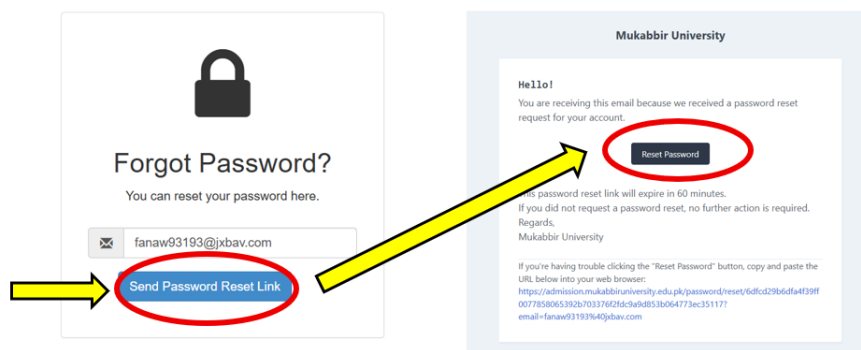 Forgot Password?
You can reset your password here.
fanaw93193@jxbav.com
Send Password Reset Link
Mukabbir University
Hello!
You are receiving this email because we received a password reset
request for your account.
Reset Password
This password reset link will expire in 60 minutes.
If you did not request a password reset, no further action is required.
Regards,
Mukabbir University
If you're having trouble clicking the "Reset Password" button, copy and paste the
URL below into your web browser:
https://admission.mukabbiruniversity.edu.pk/password/reset/6dfcd29b6dfa4f39ff
0077858065392b703376f2fdc9a9d853b064773ec35117?
email=fanaw93193%40jxbav.com